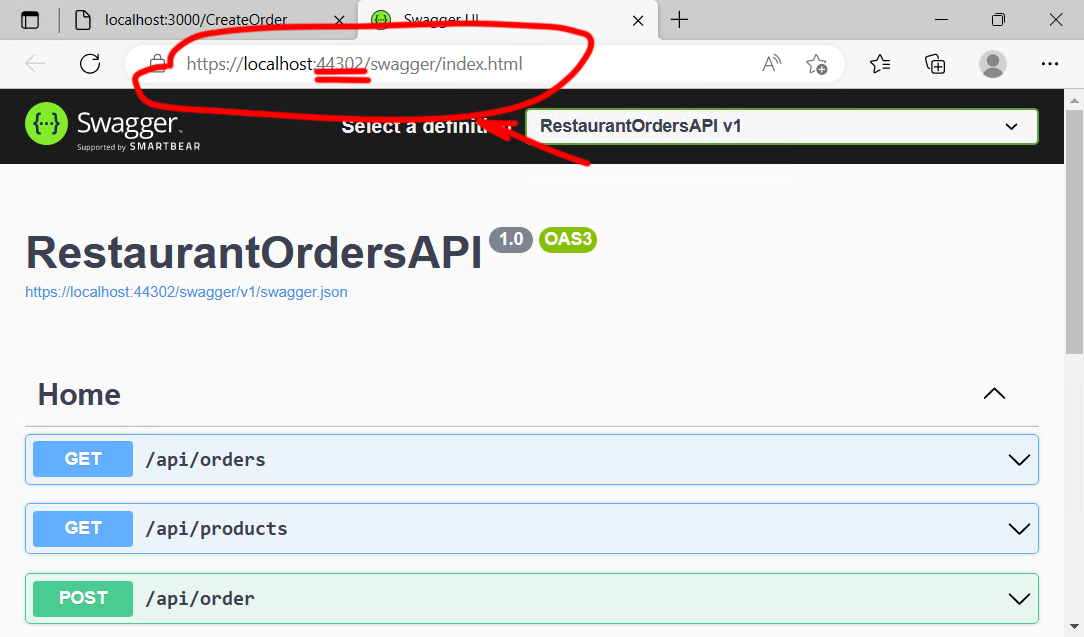 localhost:3000/CreateOrder
Swagger UI
https://localhost:44302/swagger/index.html
Swagger
Supported by SMARTBEAR
Select a definition
RestaurantOrdersAPI v1
RestaurantOrdersAPI 1.0 OAS3
https://localhost:44302/swagger/v1/swagger.json
Home
GET /api/orders
GET /api/products
POST /api/order